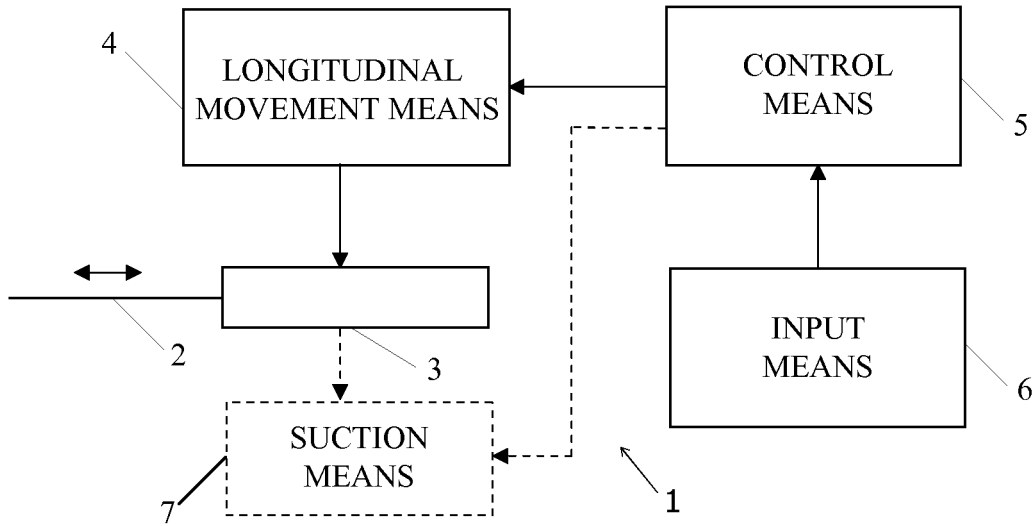 4
LONGITUDINAL
MOVEMENT MEANS
CONTROL
MEANS
5
2
3
INPUT
MEANS
6
SUCTION
MEANS
7
1